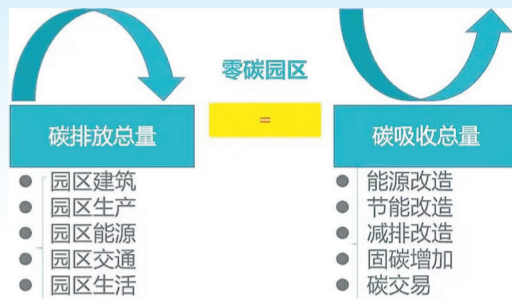 零碳园区
碳排放总量
=
碳吸收总量
园区建筑
园区生产
园区能源
园区交通
园区生活
能源改造
节能改造
减排改造
固碳增加
碳交易